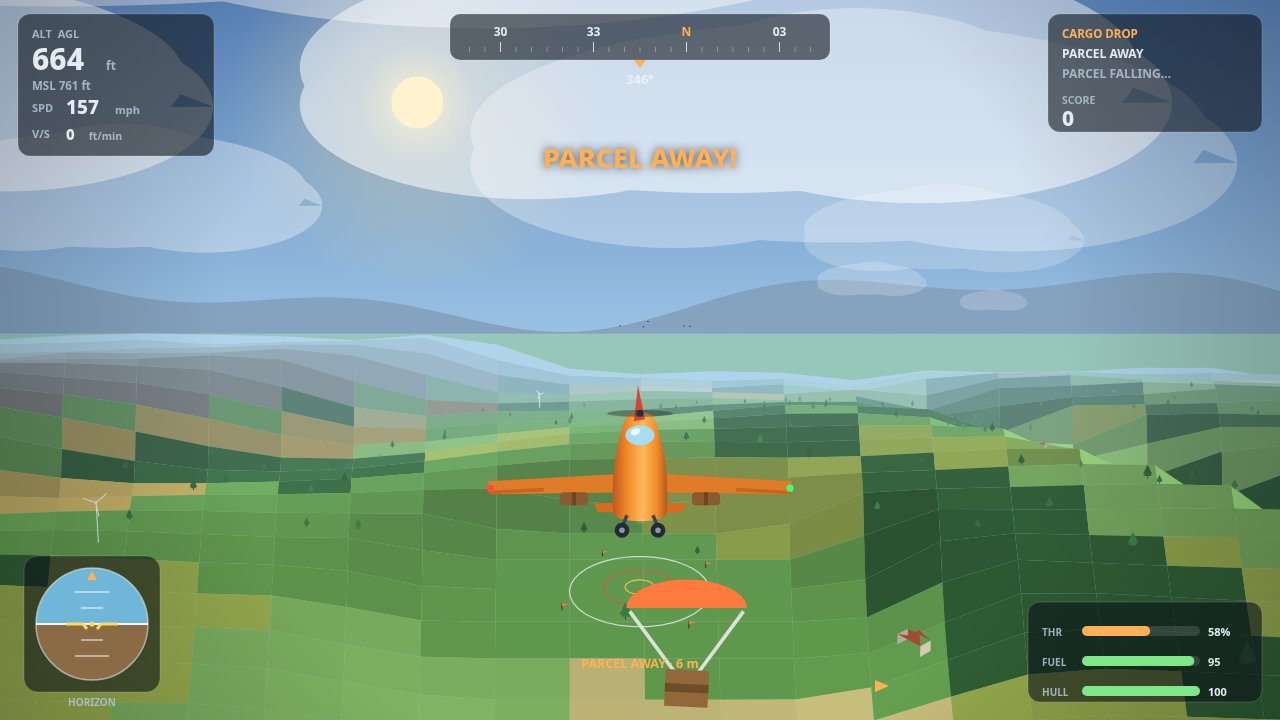 ALT AGL
664 ft
MSL 761 ft
SPD 157 mph
V/S 0 ft/min
30 33 N 03
346°
CARGO DROP
PARCEL AWAY
PARCEL FALLING...
SCORE
0
PARCEL AWAY!
PARCEL AWAY 6 m
HORIZON
THR 58%
FUEL 95
HULL 100